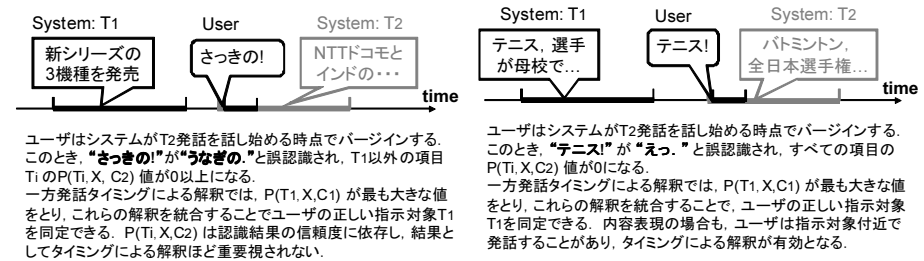 System: T1
User
System: T2
新シリーズの
3機種を発売
さっきの!
NTTドコモと
インドの・・・
time
ユーザはシステムがT2発話を話し始める時点でバージインする.
このとき, “さっきの!”が“うなぎの.”と誤認識され, T1以外の項目
Ti のP(Ti, X, C2) 値が0以上になる.
一方発話タイミングによる解釈では, P(T1,X,C1) が最も大きな値
をとり, これらの解釈を統合することでユーザの正しい指示対象T1
を同定できる. P(Ti,X,C2) は認識結果の信頼度に依存し, 結果と
してタイミングによる解釈ほど重要視されない.
System: T1
User
System: T2
テニス, 選手
が母校で...
テニス!
バトミントン,
全日本選手権...
time
ユーザはシステムがT2発話を話し始める時点でバージインする.
このとき, “テニス!” が “えっ. ” と誤認識され, すべての項目の
P(Ti, X, C2) 値が0になる.
一方発話タイミングによる解釈では, P(T1,X,C1) が最も大きな値
をとり, これらの解釈を統合することで, ユーザの正しい指示対象
T1を同定できる. 内容表現の場合も, ユーザは指示対象付近で
発話することがあり, タイミングによる解釈が有効となる.